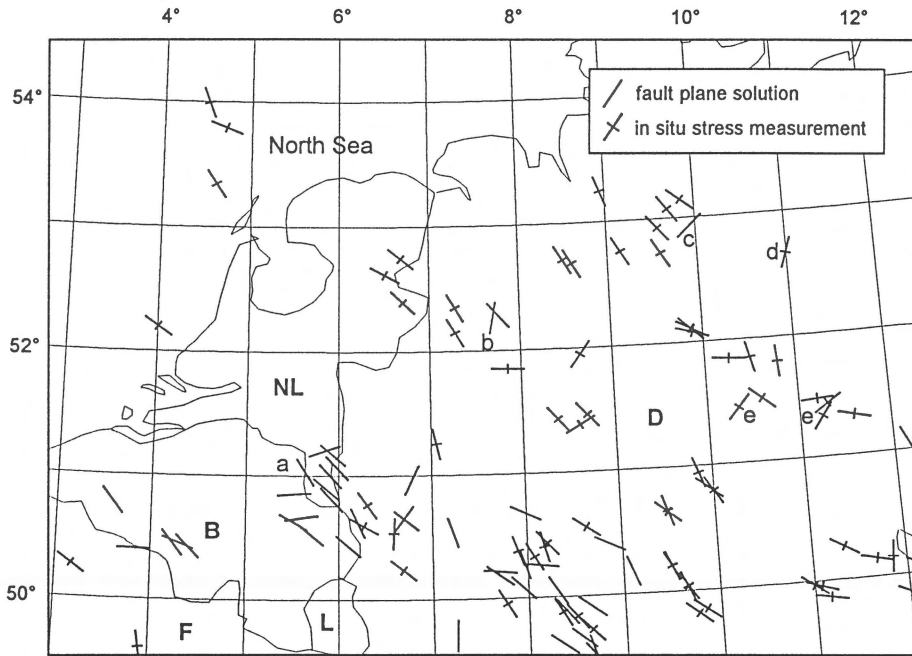 4° 6° 8° 10° 12°
54°
fault plane solution
in situ stress measurement
North Sea
c
d
b
52°
NL
D
e
e
a
B
50°
F
L